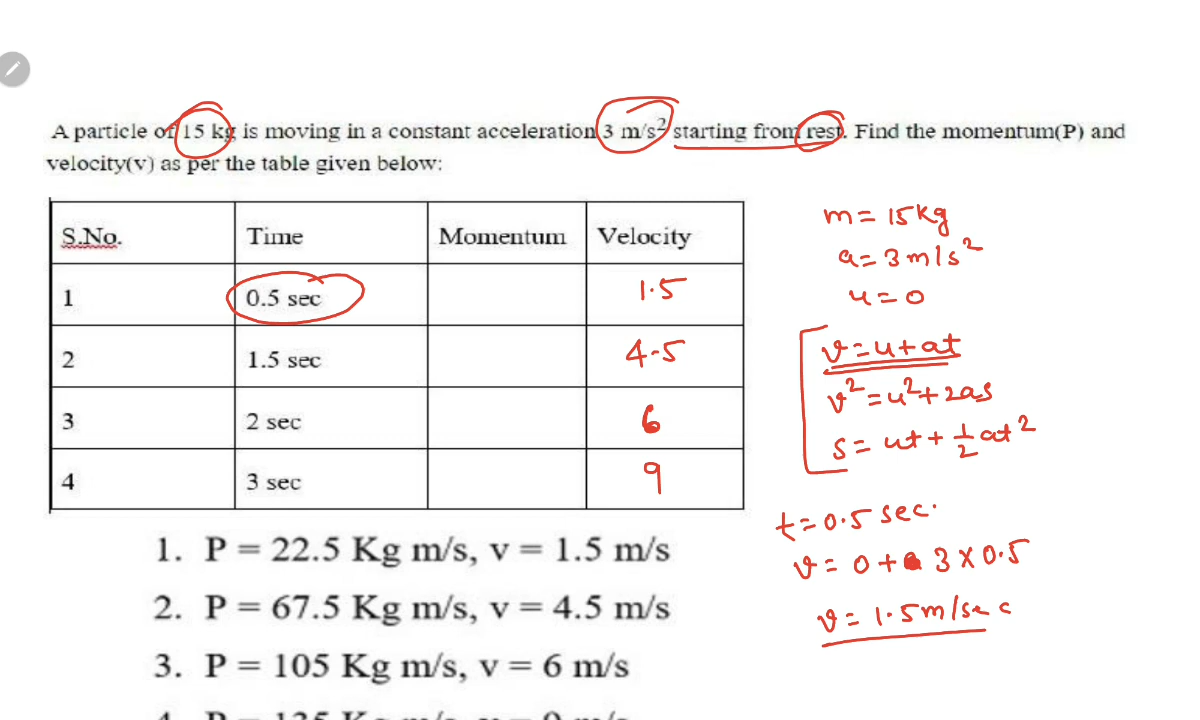 A particle of 15 kg is moving in a constant acceleration 3 m/s² starting from rest. Find the momentum(P) and
velocity(v) as per the table given below:
S.No. Time Momentum Velocity
1 0.5 sec 1.5
2 1.5 sec 4.5
3 2 sec 6
4 3 sec 9
m = 15 kg
a = 3 m/s²
u = 0
v = u + at
v² = u² + 2as
s = ut + 1/2 at²
t = 0.5 sec.
v = 0 + 3 x 0.5
v = 1.5 m/sec
1. P = 22.5 Kg m/s, v = 1.5 m/s
2. P = 67.5 Kg m/s, v = 4.5 m/s
3. P = 105 Kg m/s, v = 6 m/s